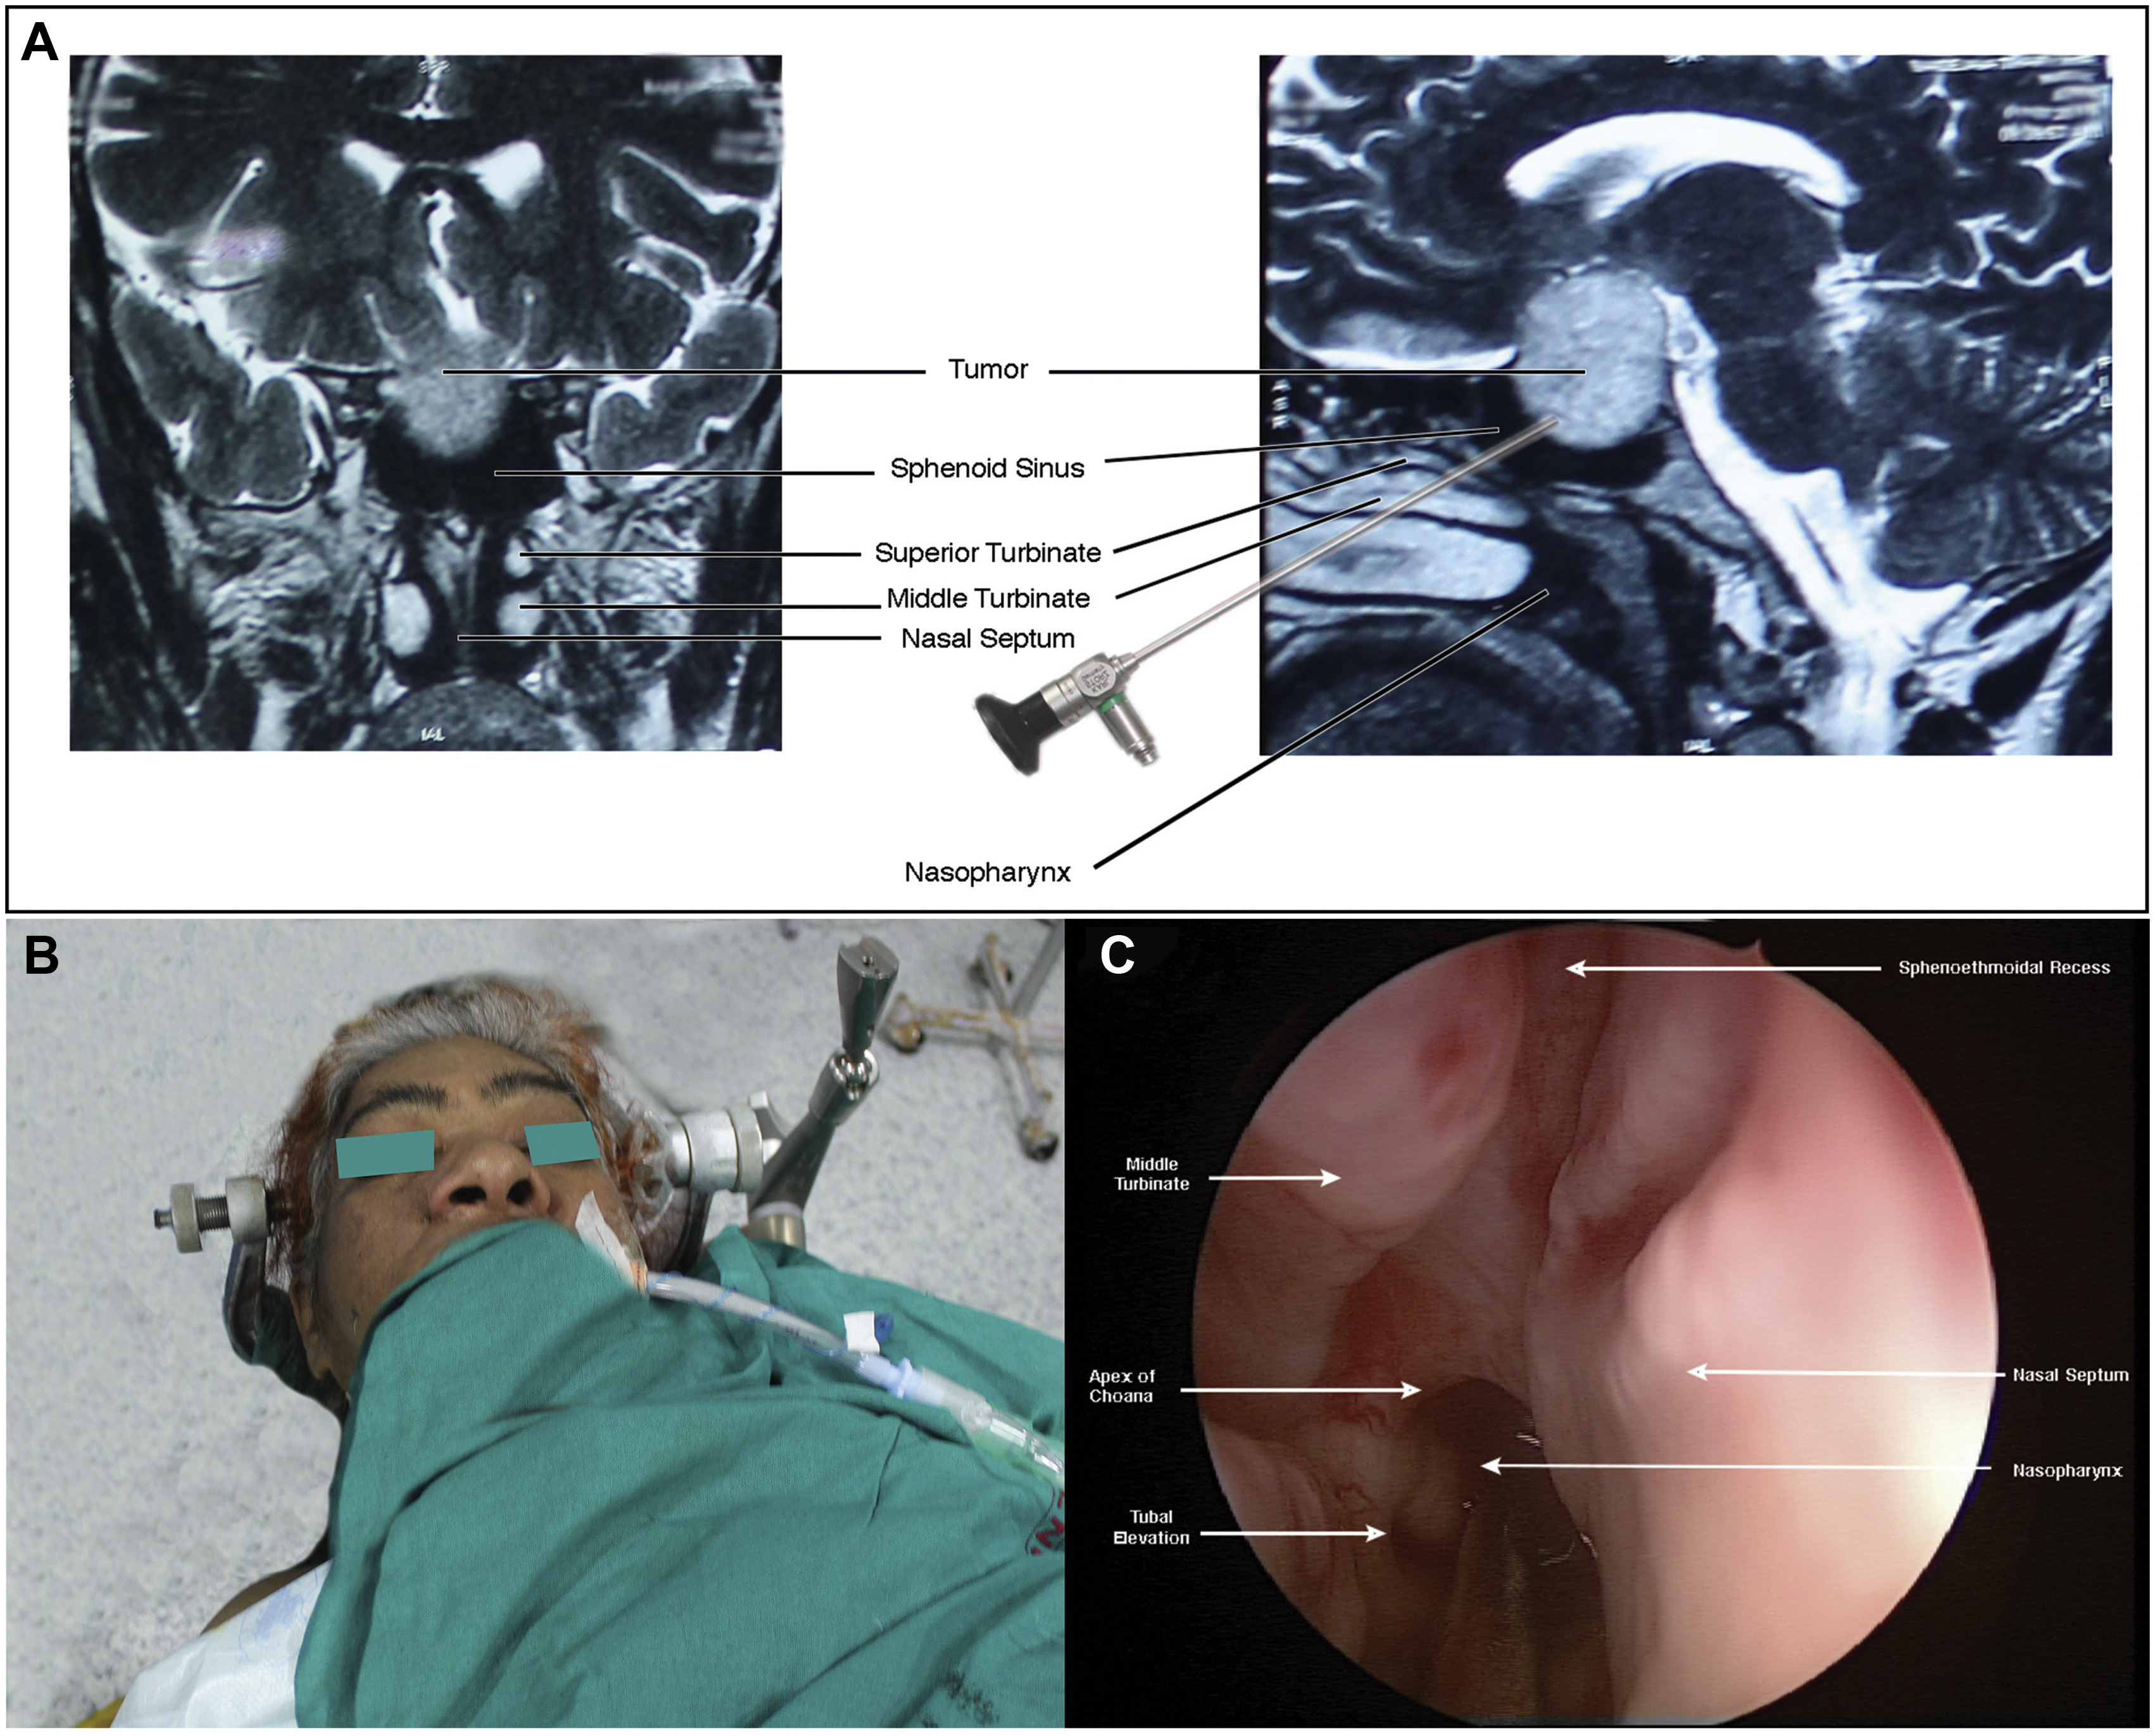 A
Tumor
Sphenoid Sinus
Superior Turbinate
Middle Turbinate
Nasal Septum
Nasopharynx
B
C
Sphenoethmoidal Recess
Middle
Turbinate
Apex of
Choana
Nasal Septum
Nasopharynx
Tubal
Elevation